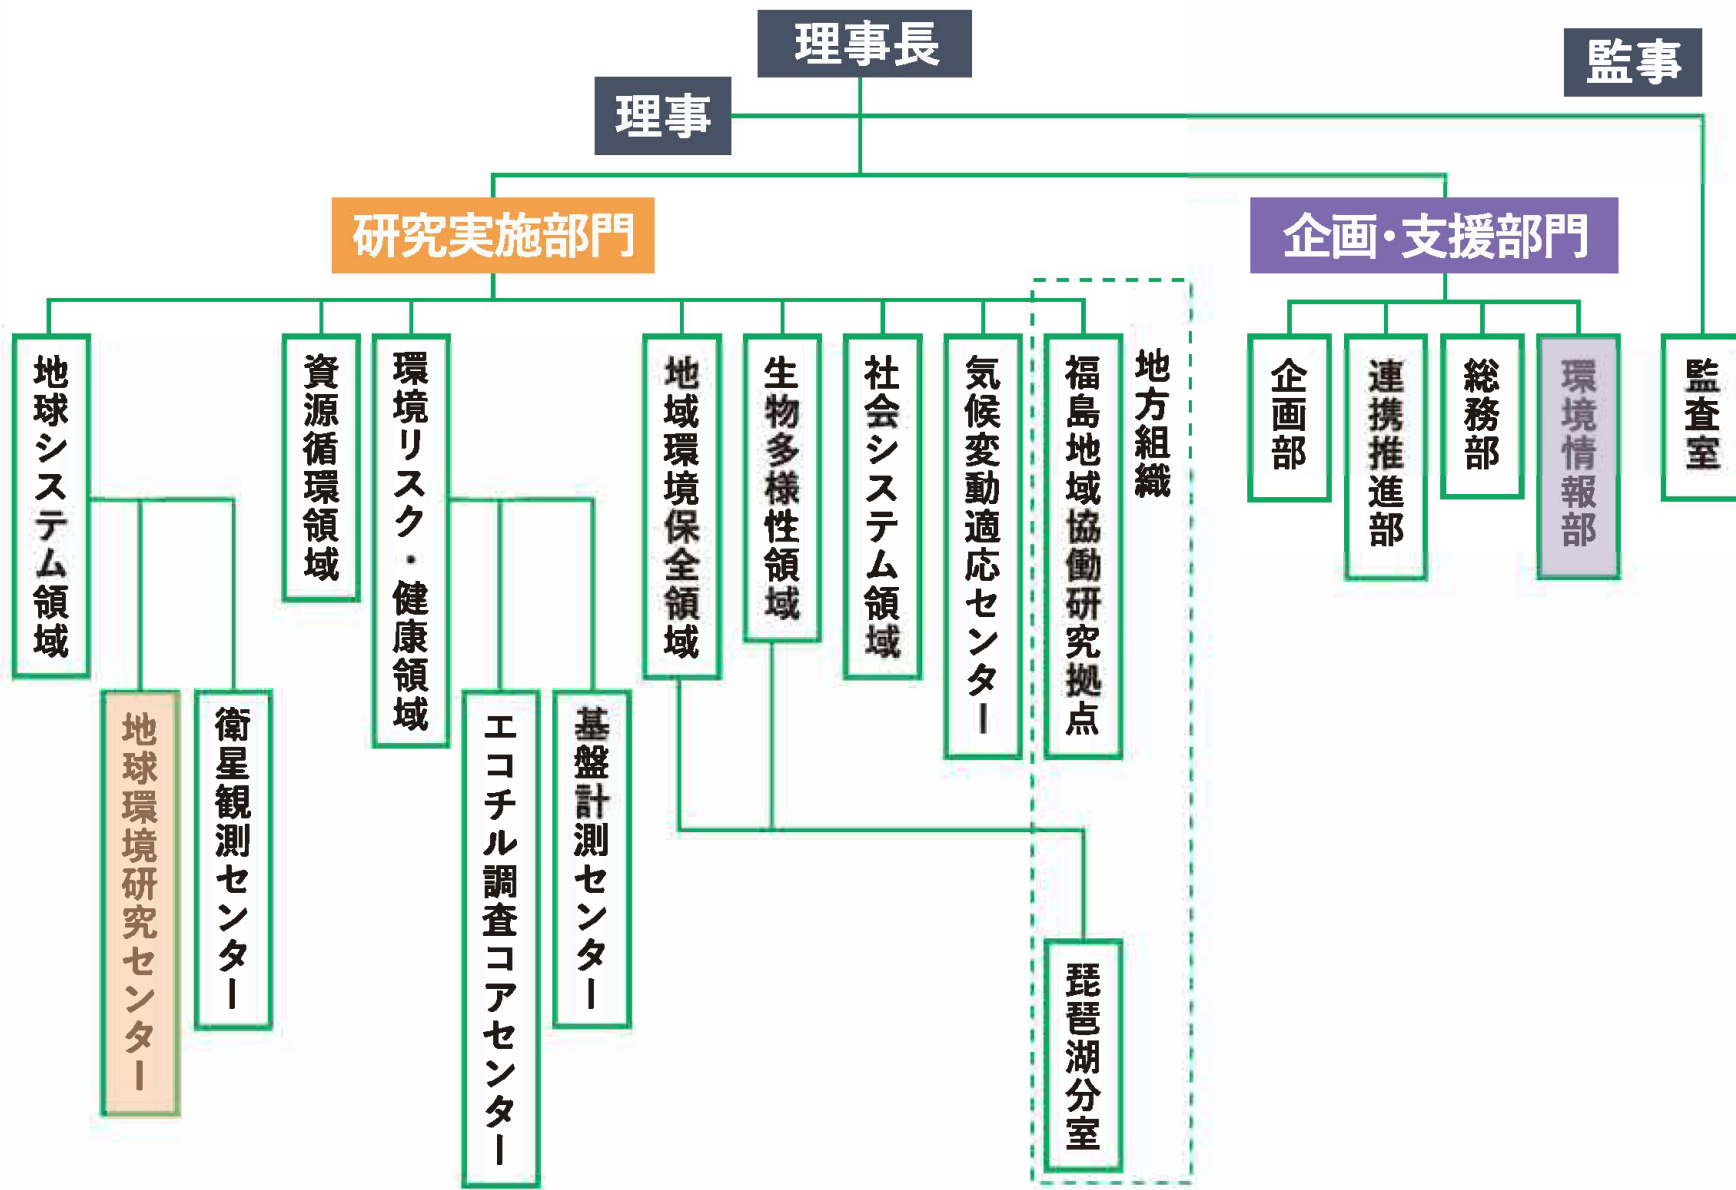 理事長
監事
理事
研究実施部門
企画・支援部門
地球システム領域
資源循環領域
環境リスク・健康領域
地域環境保全領域
生物多様性領域
社会システム領域
気候変動適応センター
福島地域協働研究拠点
地方組織
企画部
連携推進部
総務部
環境情報部
監査室
地球環境研究センター
衛星観測センター
エコチル調査コアセンター
基盤計測センター
琵琶湖分室